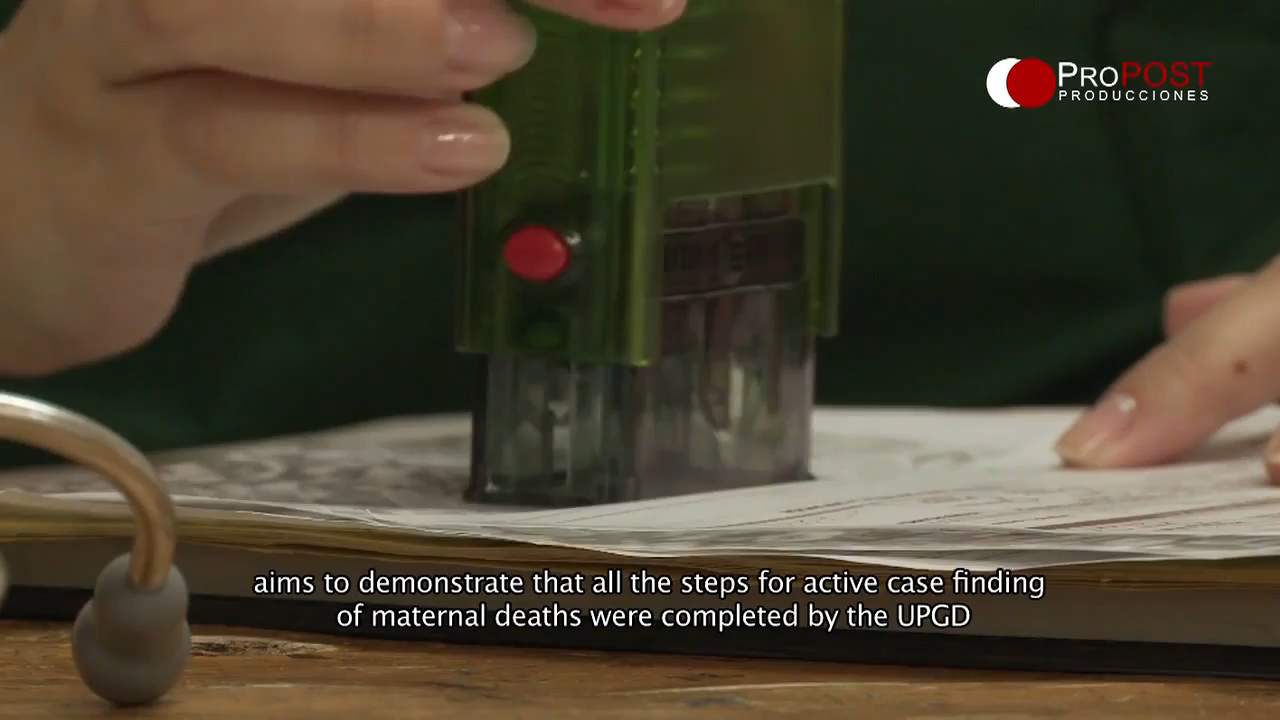 PROPOST
PRODUCCIONES
aims to demonstrate that all the steps for active case finding
of maternal deaths were completed by the UPGD